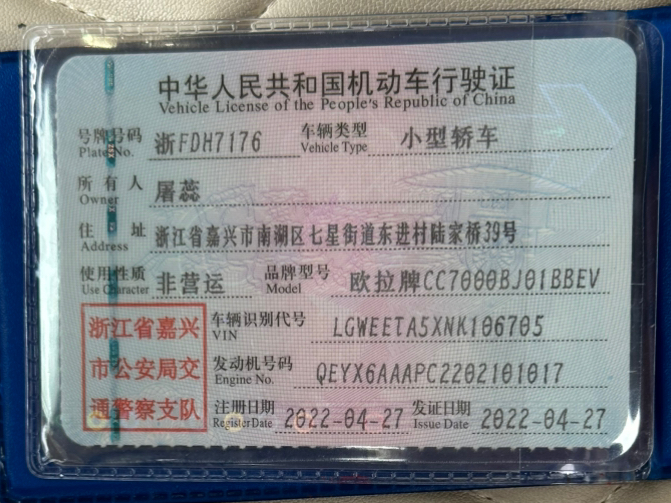 中华人民共和国机动车行驶证
Vehicle License of the People's Republic of China
号牌号码 浙FDH7176 车辆类型 小型轿车
Plate No. Vehicle Type
所有人 屠蕊
Owner
住址 浙江省嘉兴市南湖区七星街道东进村陆家桥39号
Address
使用性质 非营运 品牌型号 欧拉牌CC7000BJ01BBEV
Use Character Model
浙江省嘉兴 车辆识别代号 LGWEETA5XNK106705
VIN
市公安局交 发动机号码 QEYX6AAAPC2202101017
Engine No.
通警察支队 注册日期 2022-04-27 发证日期 2022-04-27
Register Date Issue Date